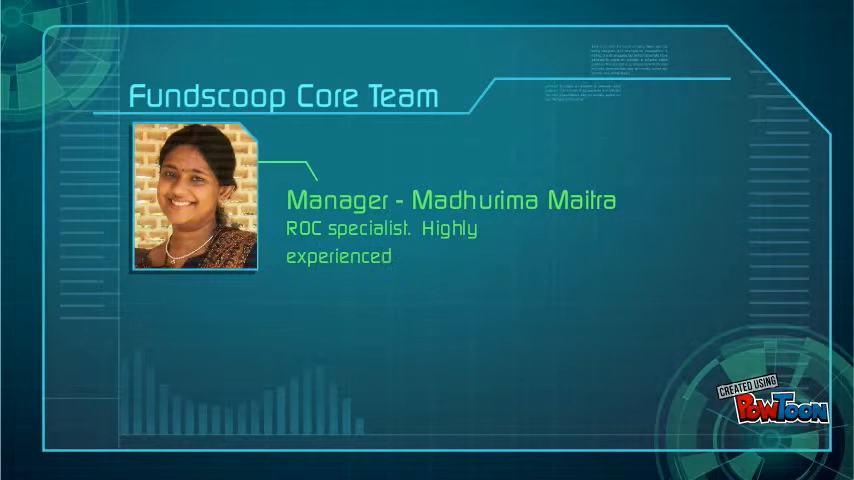 Fundscoop Core Team
Manager - Madhurima Maitra
ROC specialist. Highly
experienced
CREATED USING
POWTOON